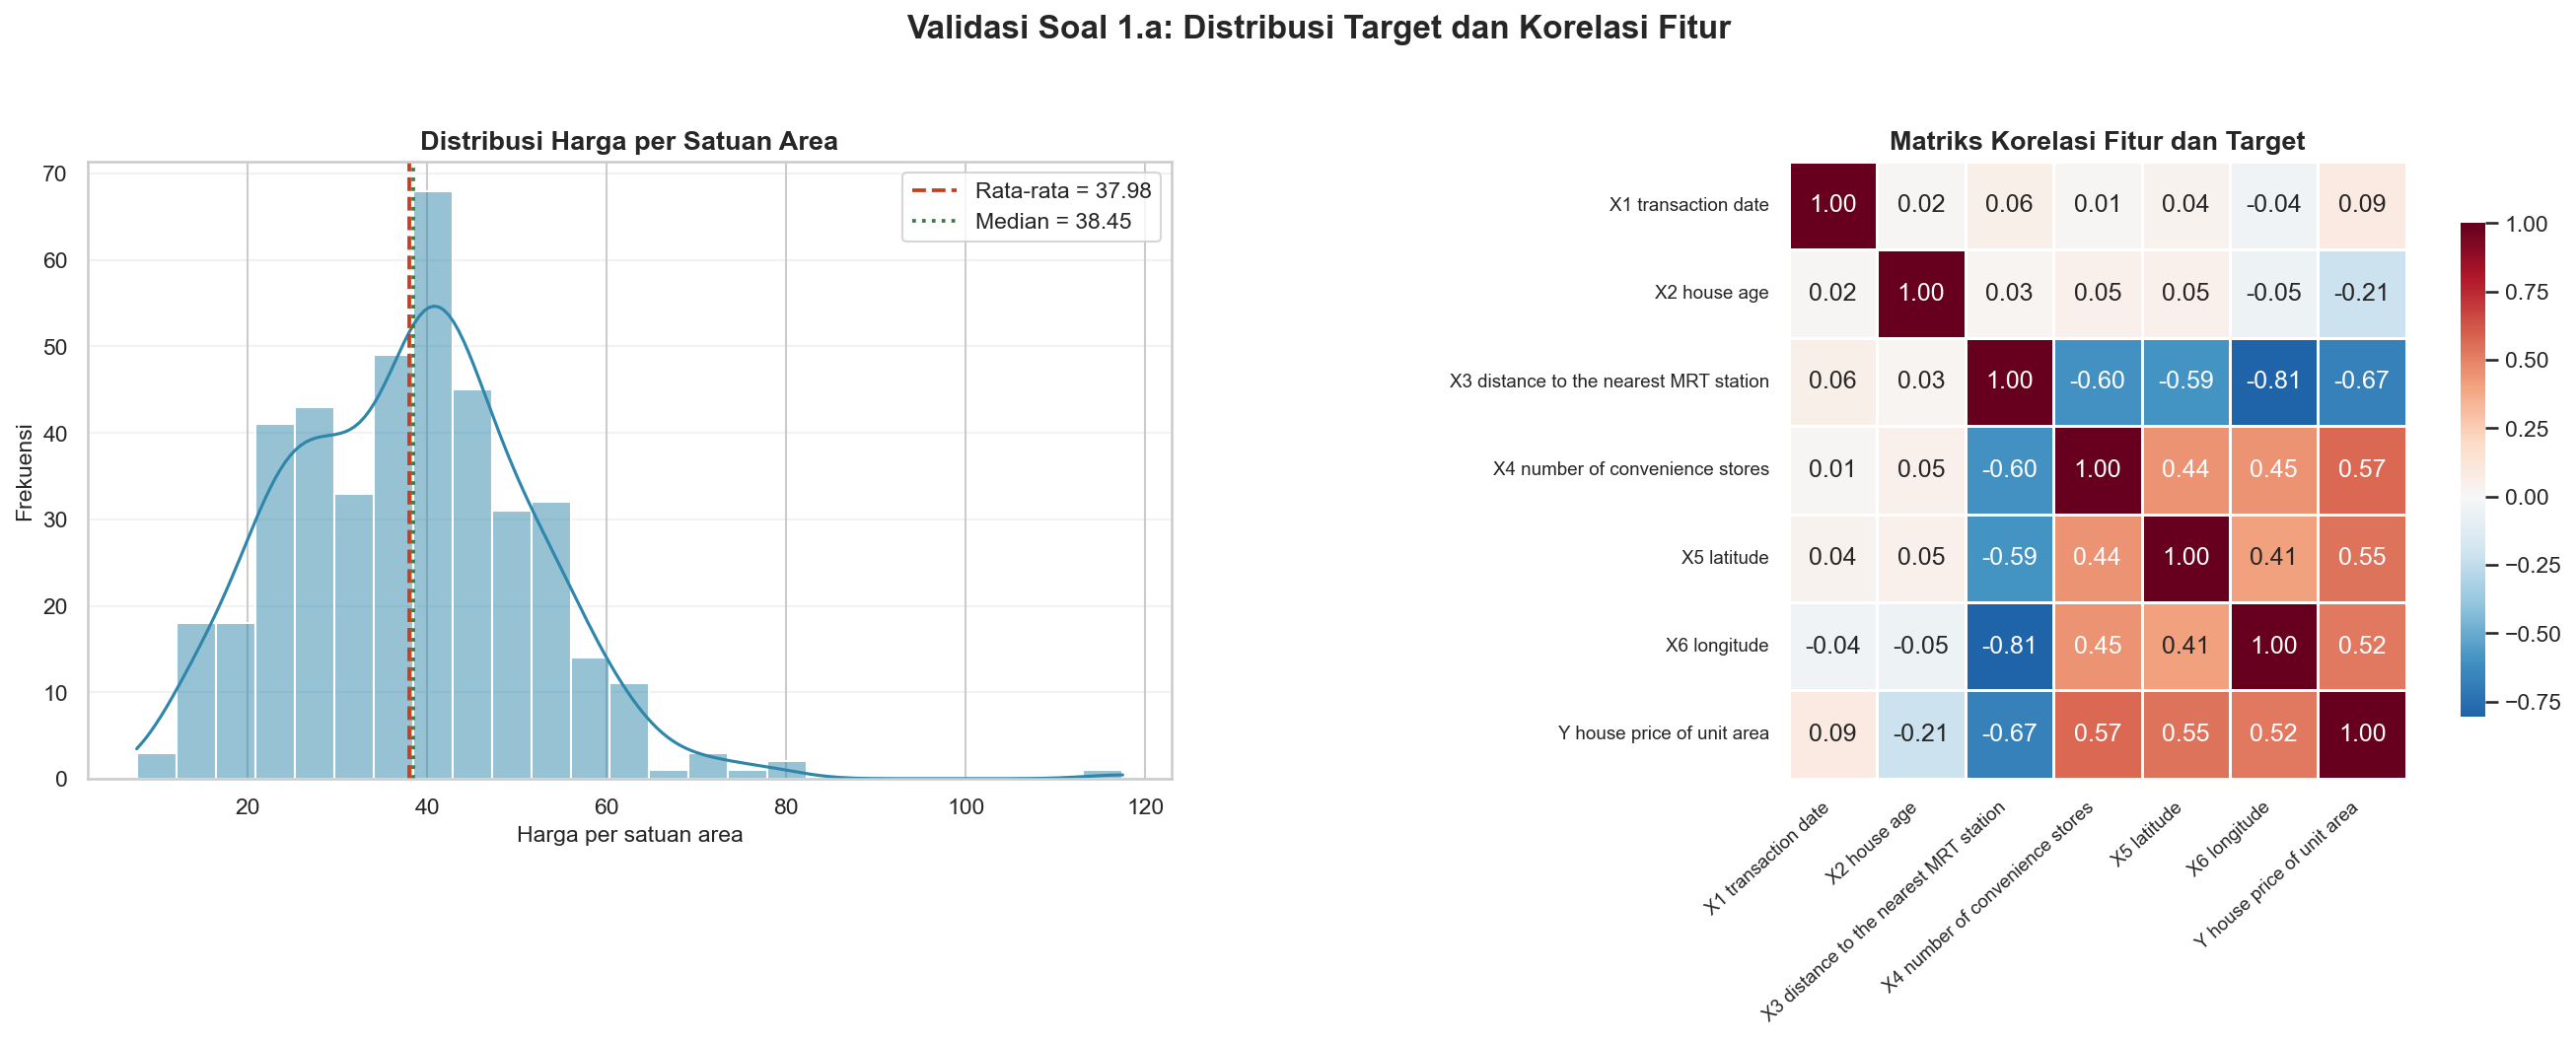 Validasi Soal 1.a: Distribusi Target dan Korelasi Fitur
Distribusi Harga per Satuan Area
Rata-rata = 37.98
Median = 38.45
Frekuensi
70
60
50
40
30
20
10
0
20 40 60 80 100 120
Harga per satuan area
Matriks Korelasi Fitur dan Target
X1 transaction date 1.00 0.02 0.06 0.01 0.04 -0.04 0.09
X2 house age 0.02 1.00 0.03 0.05 0.05 -0.05 -0.21
X3 distance to the nearest MRT station 0.06 0.03 1.00 -0.60 -0.59 -0.81 -0.67
X4 number of convenience stores 0.01 0.05 -0.60 1.00 0.44 0.45 0.57
X5 latitude 0.04 0.05 -0.59 0.44 1.00 0.41 0.55
X6 longitude -0.04 -0.05 -0.81 0.45 0.41 1.00 0.52
Y house price of unit area 0.09 -0.21 -0.67 0.57 0.55 0.52 1.00
X1 transaction date
X2 house age
X3 distance to the nearest MRT station
X4 number of convenience stores
X5 latitude
X6 longitude
Y house price of unit area
1.00
0.75
0.50
0.25
0.00
−0.25
−0.50
−0.75